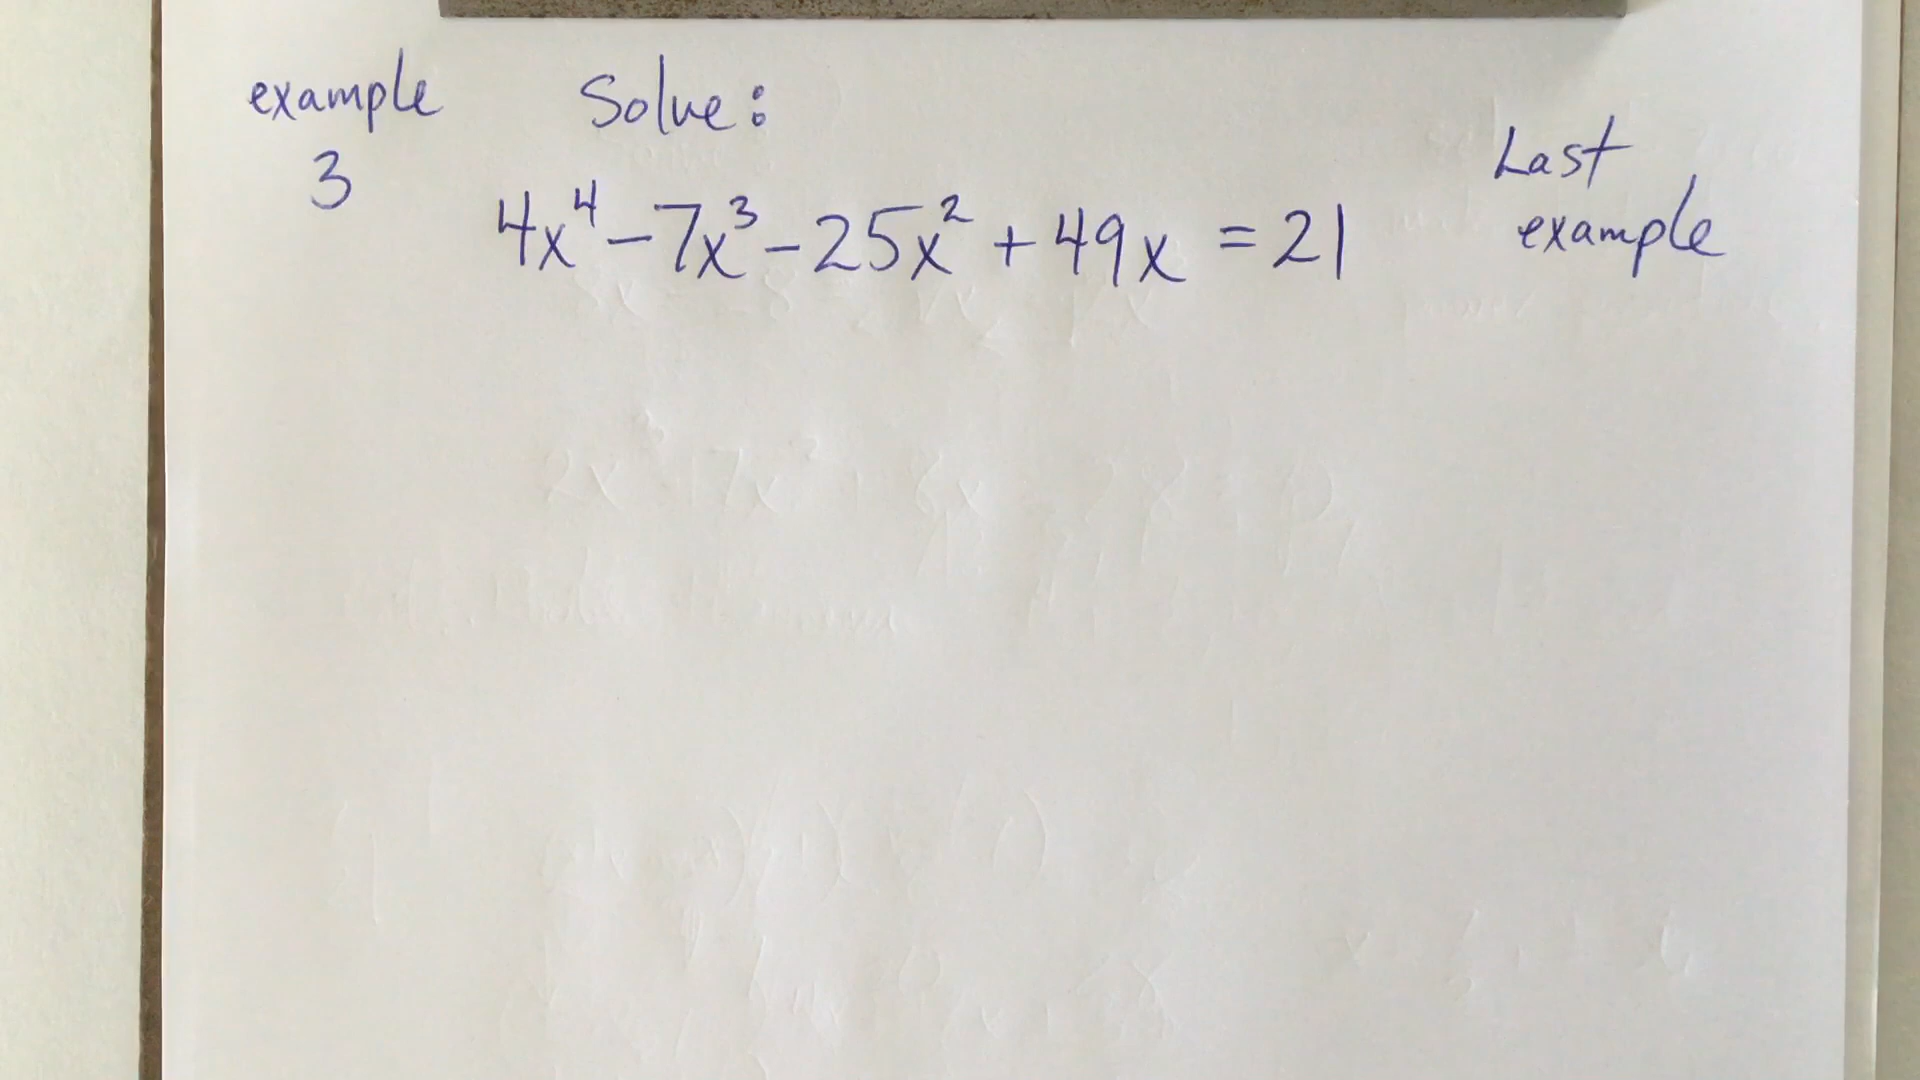 example
3
Solve:
4x⁴ - 7x³ - 25x² + 49x = 21
Last
example